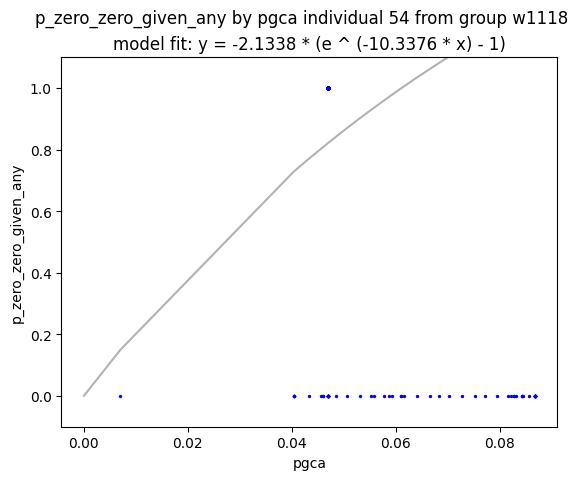 p_zero_zero_given_any by pgca individual 54 from group w1118
model fit: y = -2.1338 * (e ^ (-10.3376 * x) - 1)
1.0
0.8
0.6
0.4
0.2
0.0
p_zero_zero_given_any
0.00 0.02 0.04 0.06 0.08
pgca